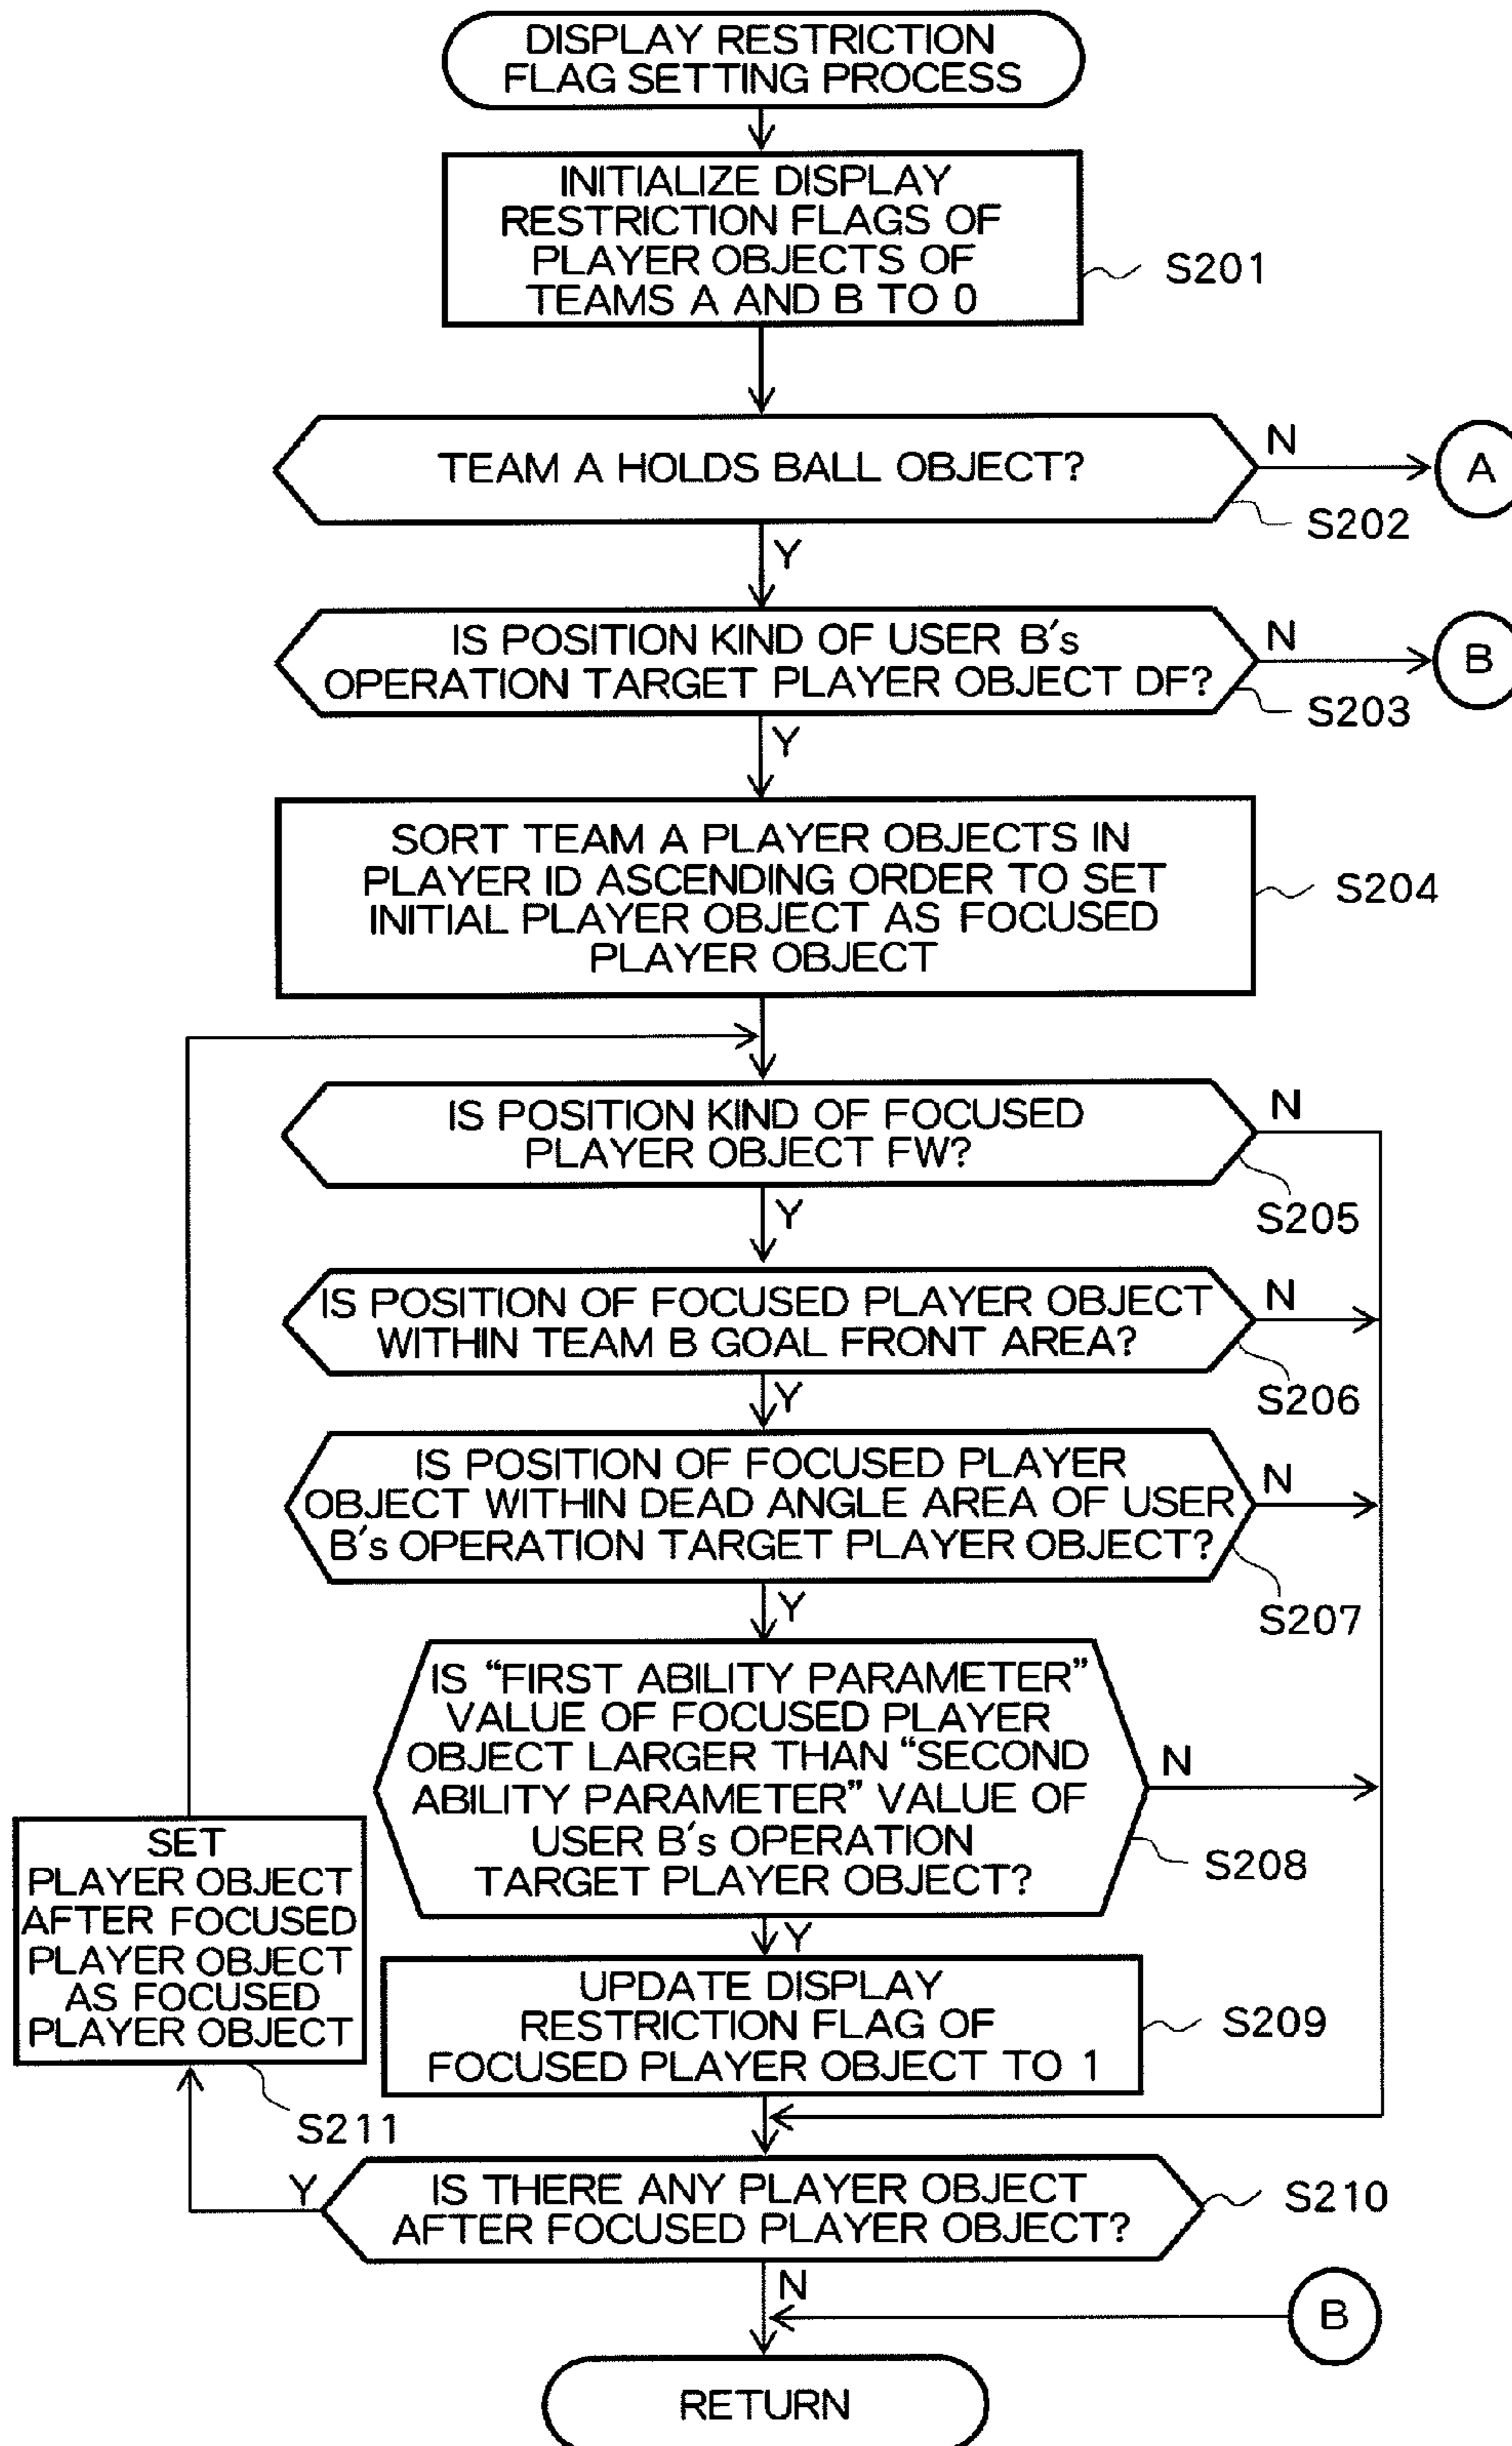 DISPLAY RESTRICTION
FLAG SETTING PROCESS
INITIALIZE DISPLAY
RESTRICTION FLAGS OF
PLAYER OBJECTS OF
TEAMS A AND B TO 0
S201
TEAM A HOLDS BALL OBJECT?
N
A
S202
Y
IS POSITION KIND OF USER B's
OPERATION TARGET PLAYER OBJECT DF?
N
B
S203
Y
SORT TEAM A PLAYER OBJECTS IN
PLAYER ID ASCENDING ORDER TO SET
INITIAL PLAYER OBJECT AS FOCUSED
PLAYER OBJECT
S204
IS POSITION KIND OF FOCUSED
PLAYER OBJECT FW?
N
S205
Y
IS POSITION OF FOCUSED PLAYER OBJECT
WITHIN TEAM B GOAL FRONT AREA?
N
S206
Y
IS POSITION OF FOCUSED PLAYER
OBJECT WITHIN DEAD ANGLE AREA OF USER
B's OPERATION TARGET PLAYER OBJECT?
N
S207
Y
IS “FIRST ABILITY PARAMETER”
VALUE OF FOCUSED PLAYER
OBJECT LARGER THAN “SECOND
ABILITY PARAMETER” VALUE OF
USER B's OPERATION
TARGET PLAYER OBJECT?
N
S208
Y
SET
PLAYER OBJECT
AFTER FOCUSED
PLAYER OBJECT
AS FOCUSED
PLAYER OBJECT
S211
UPDATE DISPLAY
RESTRICTION FLAG OF
FOCUSED PLAYER OBJECT TO 1
S209
Y
IS THERE ANY PLAYER OBJECT
AFTER FOCUSED PLAYER OBJECT?
S210
N
B
RETURN